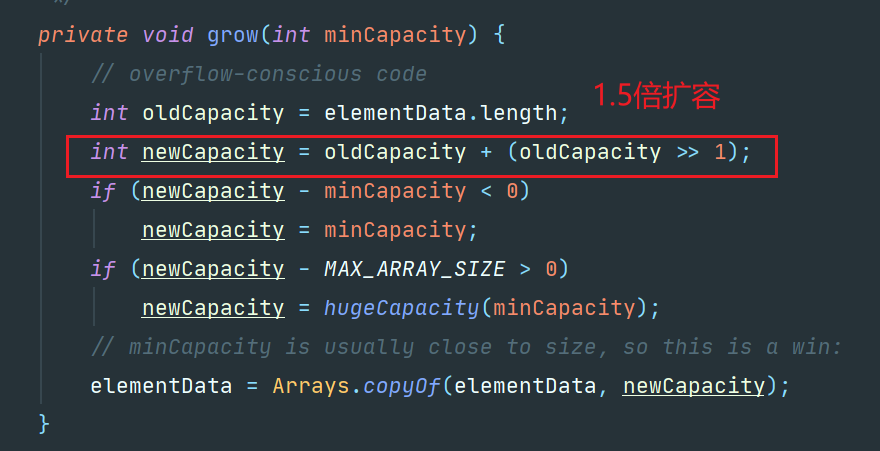 */
private void grow(int minCapacity) {
// overflow-conscious code
int oldCapacity = elementData.length;
1.5倍扩容
int newCapacity = oldCapacity + (oldCapacity >> 1);
if (newCapacity - minCapacity < 0)
newCapacity = minCapacity;
if (newCapacity - MAX_ARRAY_SIZE > 0)
newCapacity = hugeCapacity(minCapacity);
// minCapacity is usually close to size, so this is a win:
elementData = Arrays.copyOf(elementData, newCapacity);
}